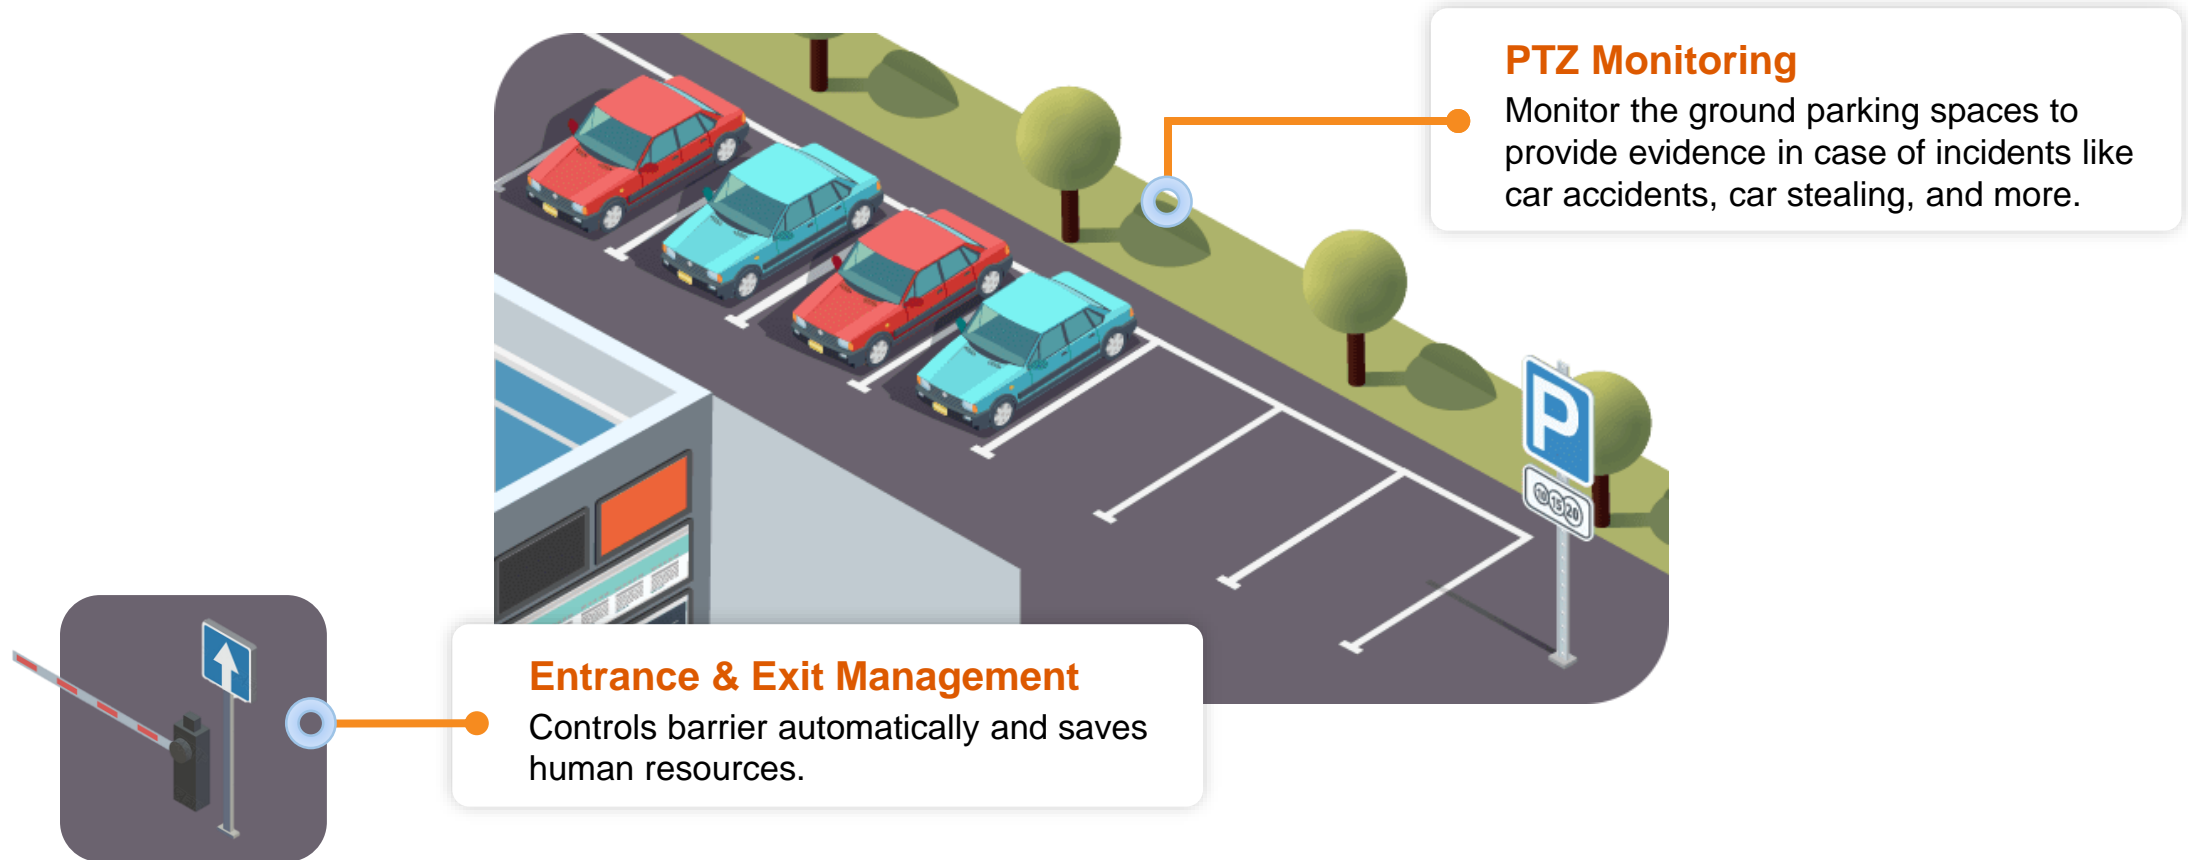 PTZ Monitoring
Monitor the ground parking spaces to
provide evidence in case of incidents like
car accidents, car stealing, and more.
P
10 15 20
Entrance & Exit Management
Controls barrier automatically and saves
human resources.